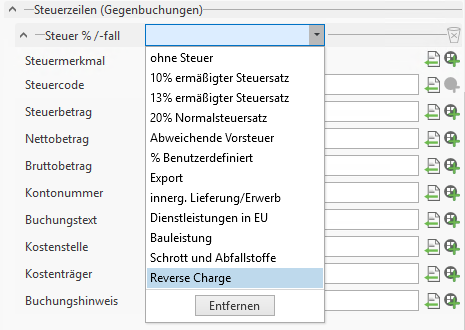 Steuerzeilen (Gegenbuchungen)
Steuer % /-fall
Steuermerkmal
Steuercode
Steuerbetrag
Nettobetrag
Bruttobetrag
Kontonummer
Buchungstext
Kostenstelle
Kostenträger
Buchungshinweis
ohne Steuer
10% ermäßigter Steuersatz
13% ermäßigter Steuersatz
20% Normalsteuersatz
Abweichende Vorsteuer
% Benutzerdefiniert
Export
innerg. Lieferung/Erwerb
Dienstleistungen in EU
Bauleistung
Schrott und Abfallstoffe
Reverse Charge
Entfernen